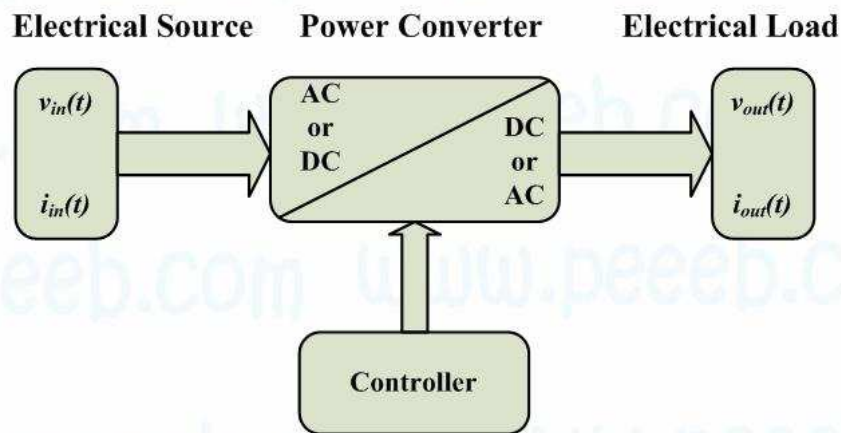 Electrical Source Power Converter Electrical Load
v_in(t)
i_in(t)
AC
or
DC
DC
or
AC
v_out(t)
i_out(t)
Controller
www.peeeb.c
eeb.com